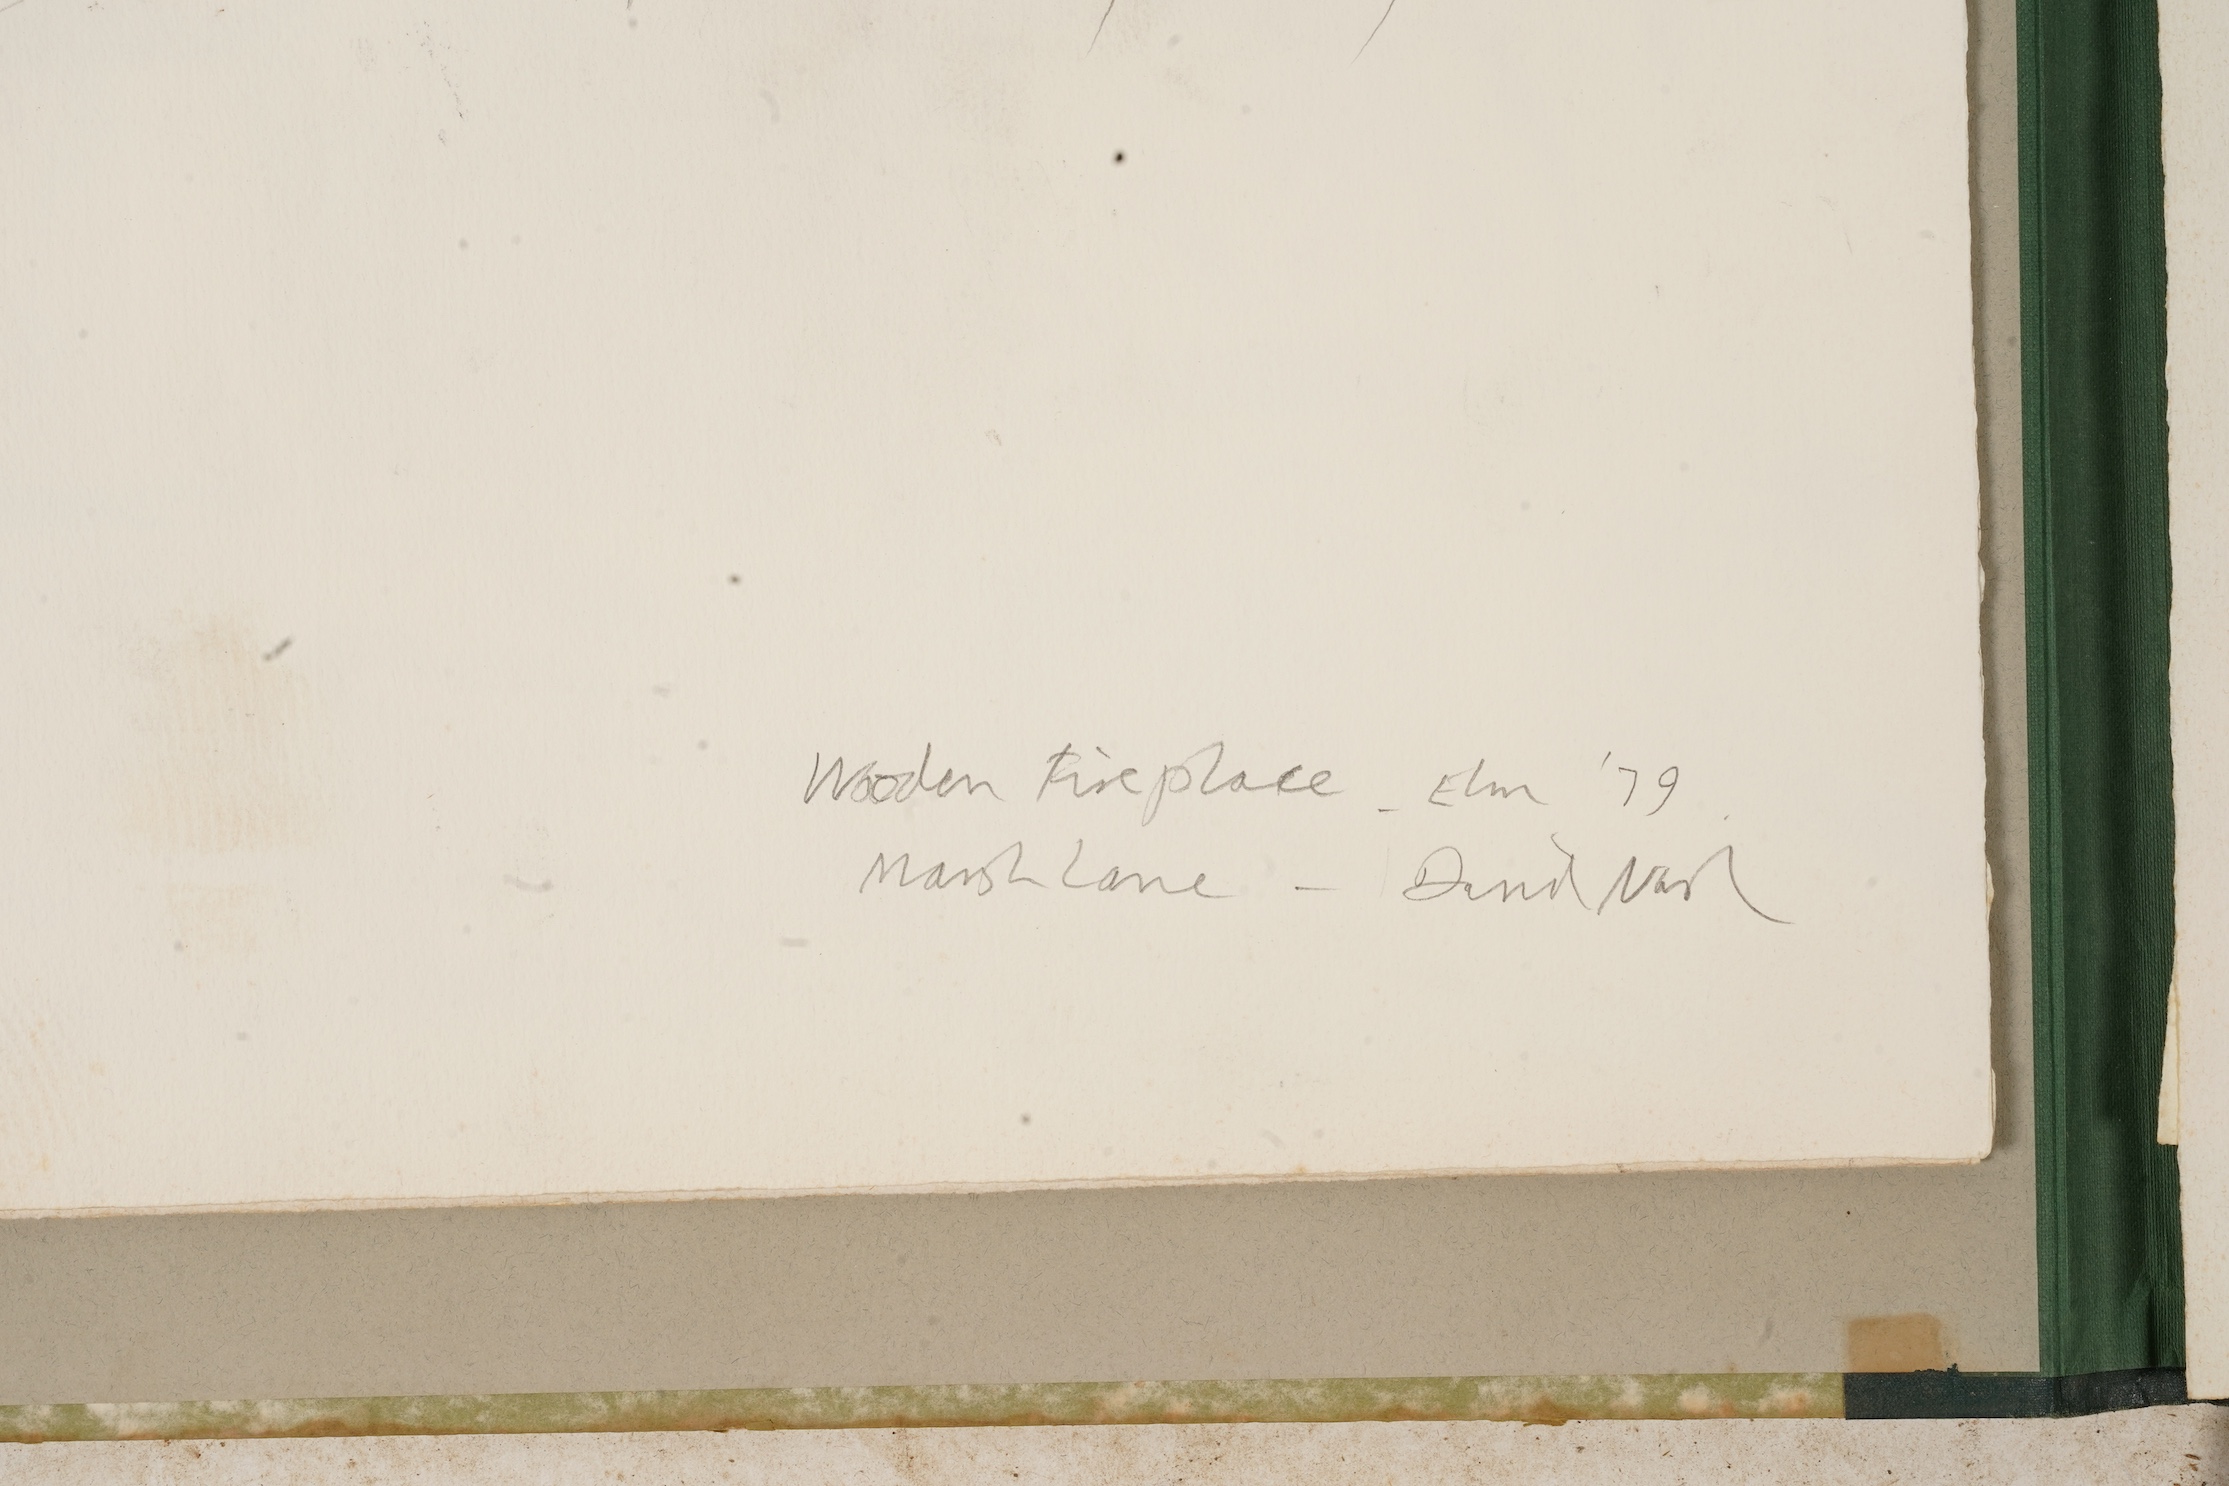 Wooden Fireplace - Elm '79
Marsh Lane - David Nash